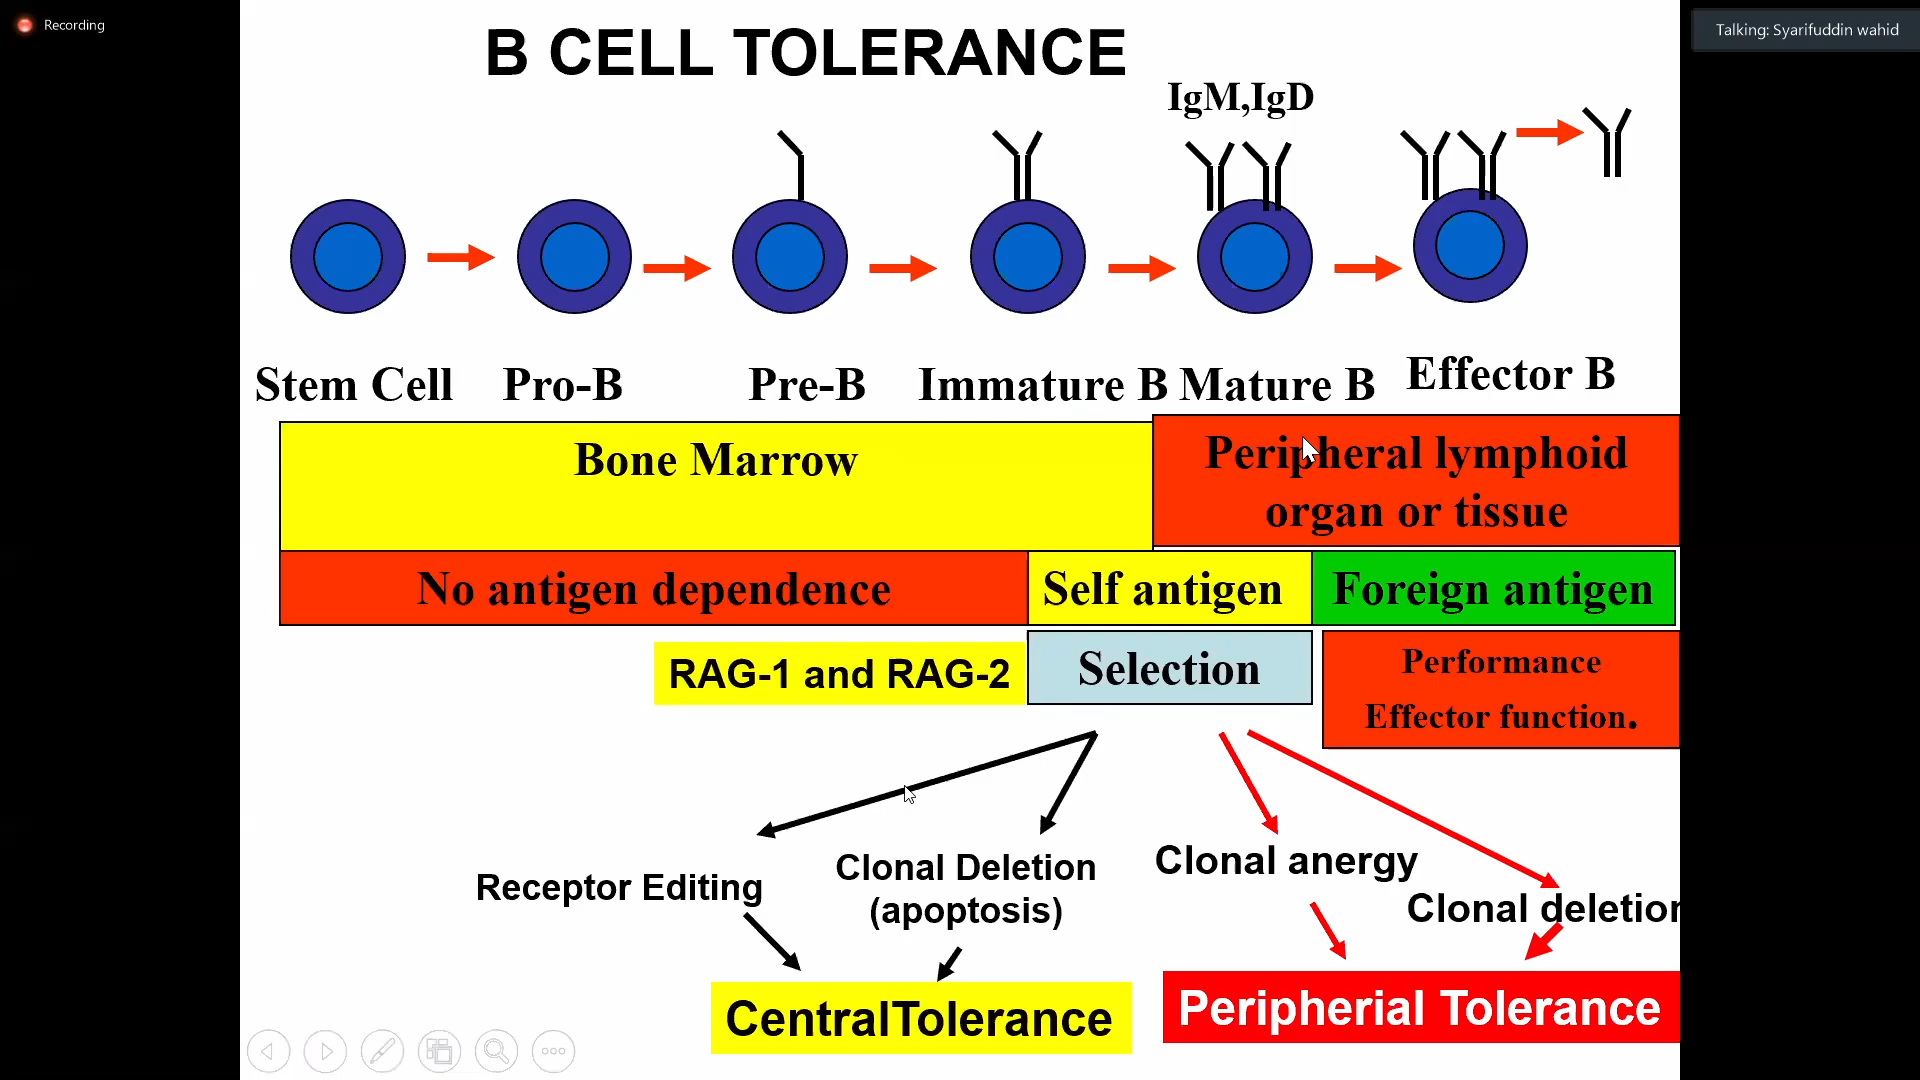 Recording
Talking: Syarifuddin wahid
B CELL TOLERANCE
IgM,IgD
Stem Cell
Pro-B
Pre-B
Immature B
Mature B
Effector B
Bone Marrow
Peripheral lymphoid
organ or tissue
No antigen dependence
Self antigen
Foreign antigen
RAG-1 and RAG-2
Selection
Performance
Effector function.
Receptor Editing
Clonal Deletion
(apoptosis)
Clonal anergy
Clonal deletion
CentralTolerance
Peripherial Tolerance